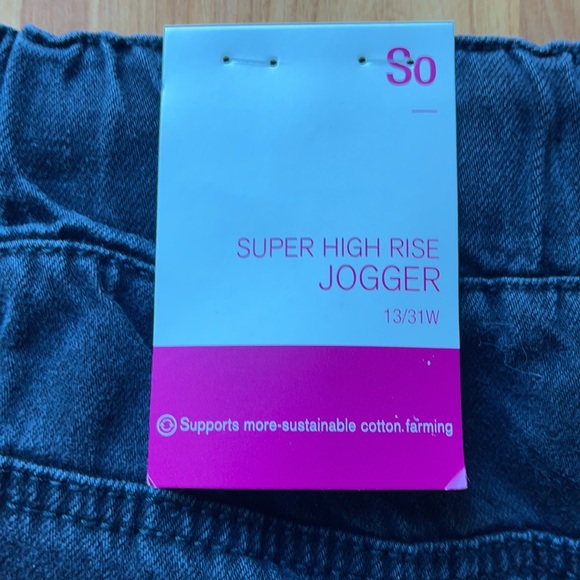 So
SUPER HIGH RISE
JOGGER
13/31W
Supports more-sustainable cotton farming